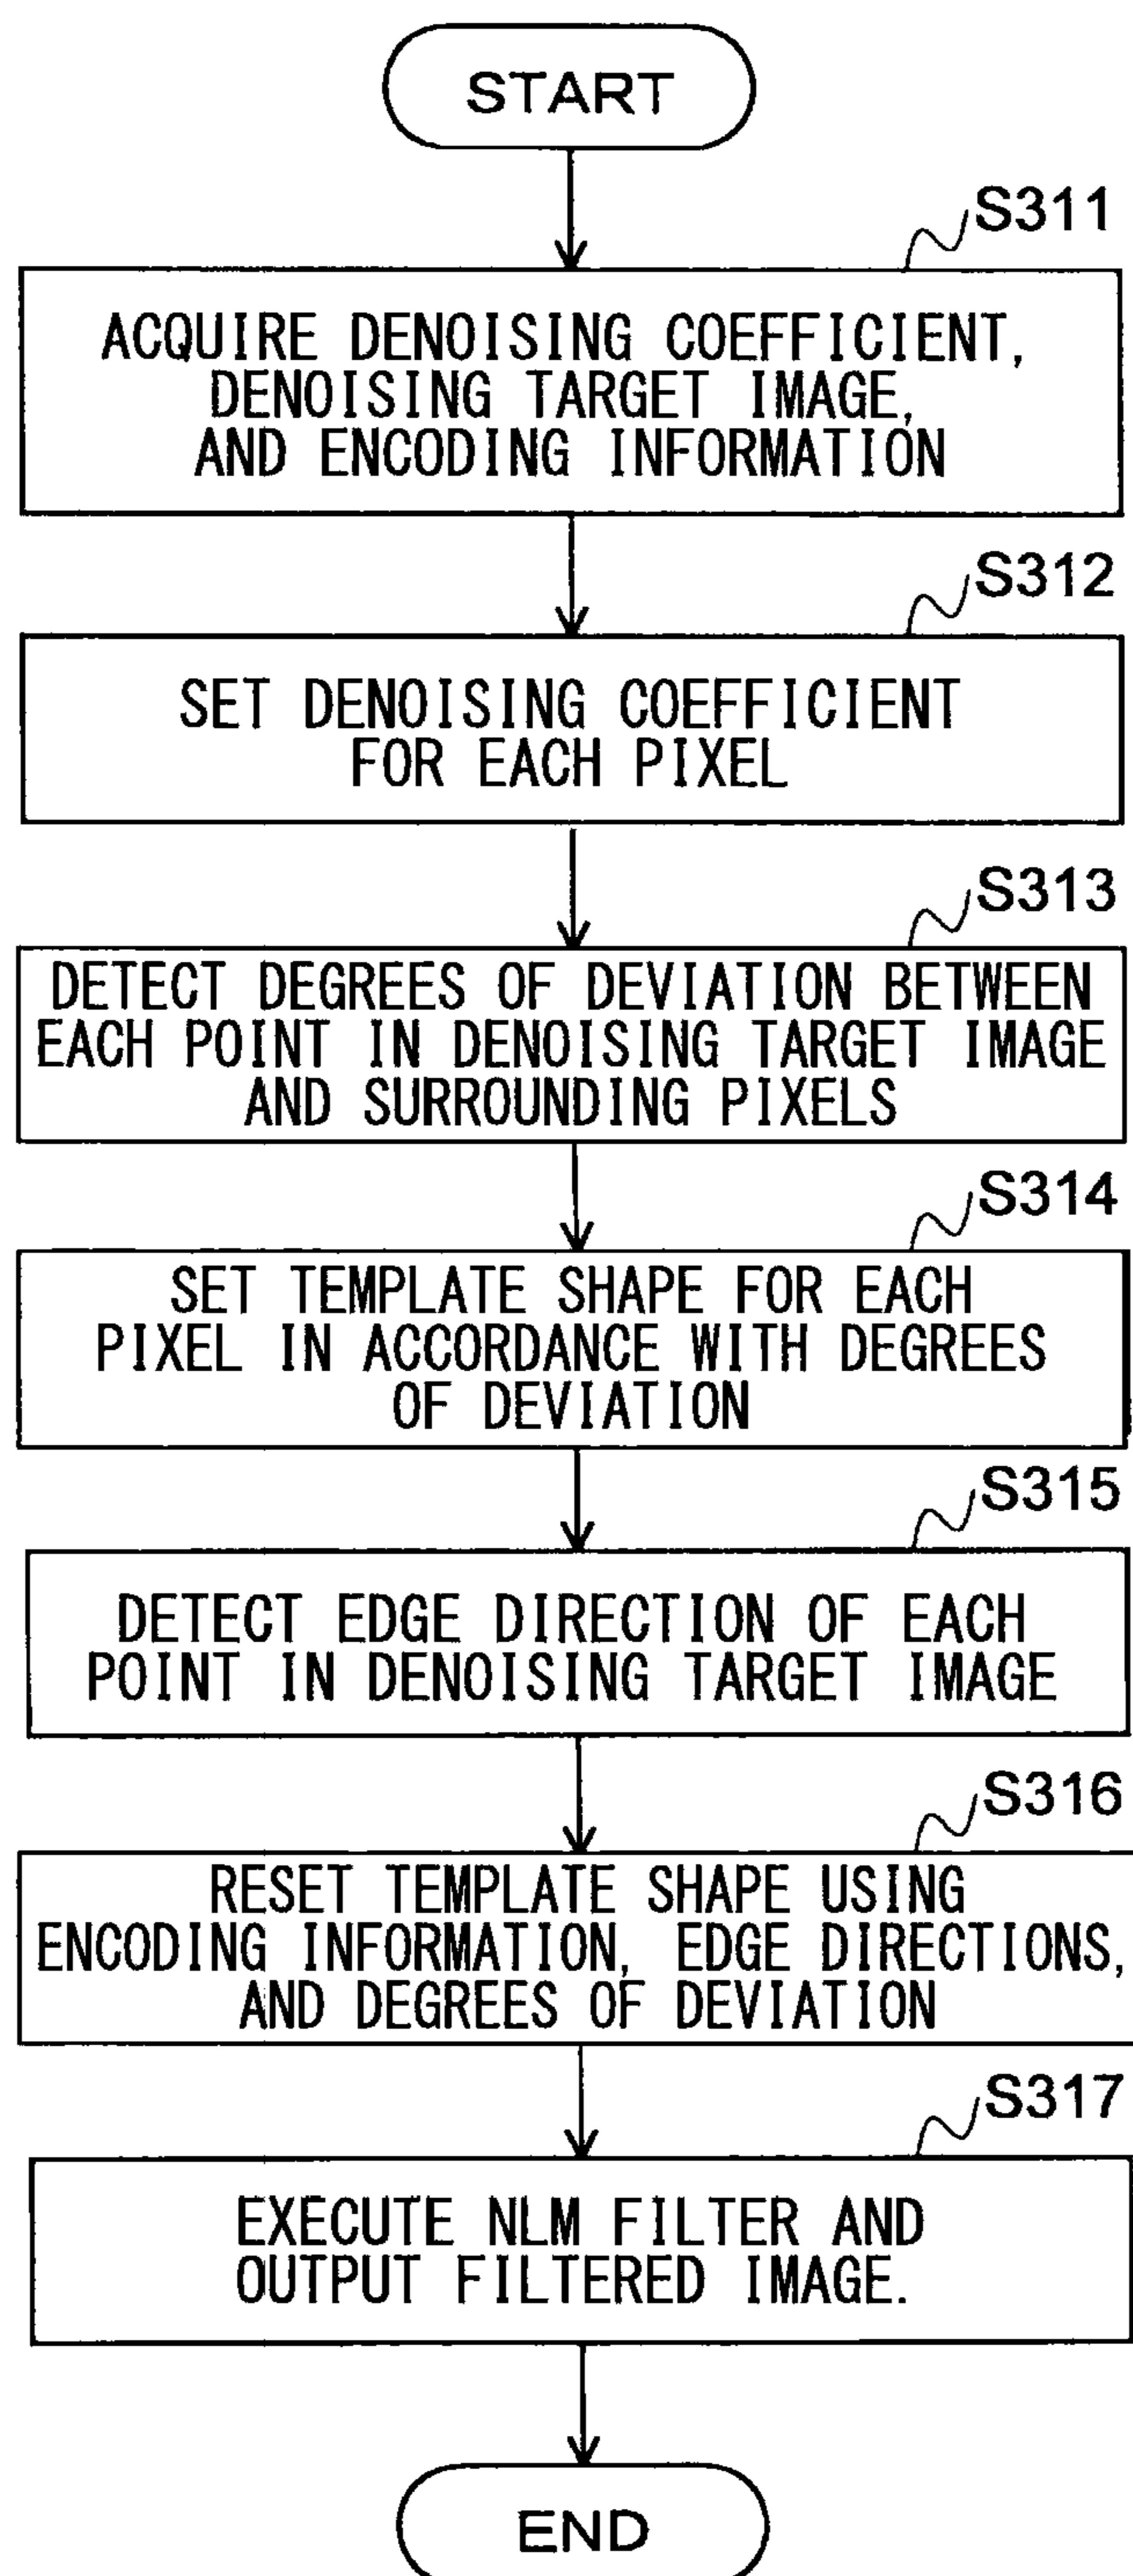 START
S311
ACQUIRE DENOISING COEFFICIENT,
DENOISING TARGET IMAGE,
AND ENCODING INFORMATION
S312
SET DENOISING COEFFICIENT
FOR EACH PIXEL
S313
DETECT DEGREES OF DEVIATION BETWEEN
EACH POINT IN DENOISING TARGET IMAGE
AND SURROUNDING PIXELS
S314
SET TEMPLATE SHAPE FOR EACH
PIXEL IN ACCORDANCE WITH DEGREES
OF DEVIATION
S315
DETECT EDGE DIRECTION OF EACH
POINT IN DENOISING TARGET IMAGE
S316
RESET TEMPLATE SHAPE USING
ENCODING INFORMATION, EDGE DIRECTIONS,
AND DEGREES OF DEVIATION
S317
EXECUTE NLM FILTER AND
OUTPUT FILTERED IMAGE.
END